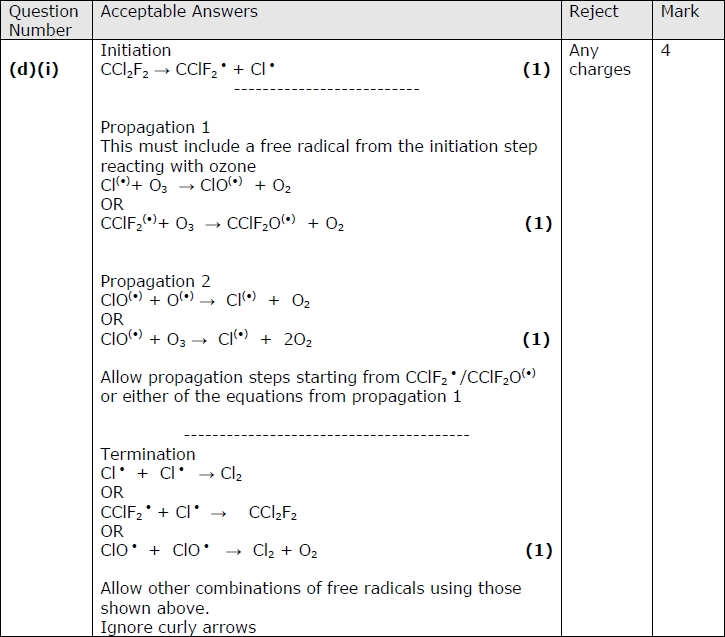 Question Number Acceptable Answers Reject Mark
(d)(i) Initiation Any charges 4
CCl₂F₂ → CClF₂• + Cl• (1)
--------------------------
Propagation 1
This must include a free radical from the initiation step
reacting with ozone
Cl⁽•⁾+ O₃ → ClO⁽•⁾ + O₂
OR
CClF₂⁽•⁾+ O₃ → CClF₂O⁽•⁾ + O₂ (1)
Propagation 2
ClO⁽•⁾ + O⁽•⁾ → Cl⁽•⁾ + O₂
OR
ClO⁽•⁾ + O₃ → Cl⁽•⁾ + 2O₂ (1)
Allow propagation steps starting from CClF₂•/CClF₂O⁽•⁾
or either of the equations from propagation 1
---------------------------------------
Termination
Cl• + Cl• → Cl₂
OR
CClF₂• + Cl• → CCl₂F₂
OR
ClO• + ClO• → Cl₂ + O₂ (1)
Allow other combinations of free radicals using those
shown above.
Ignore curly arrows